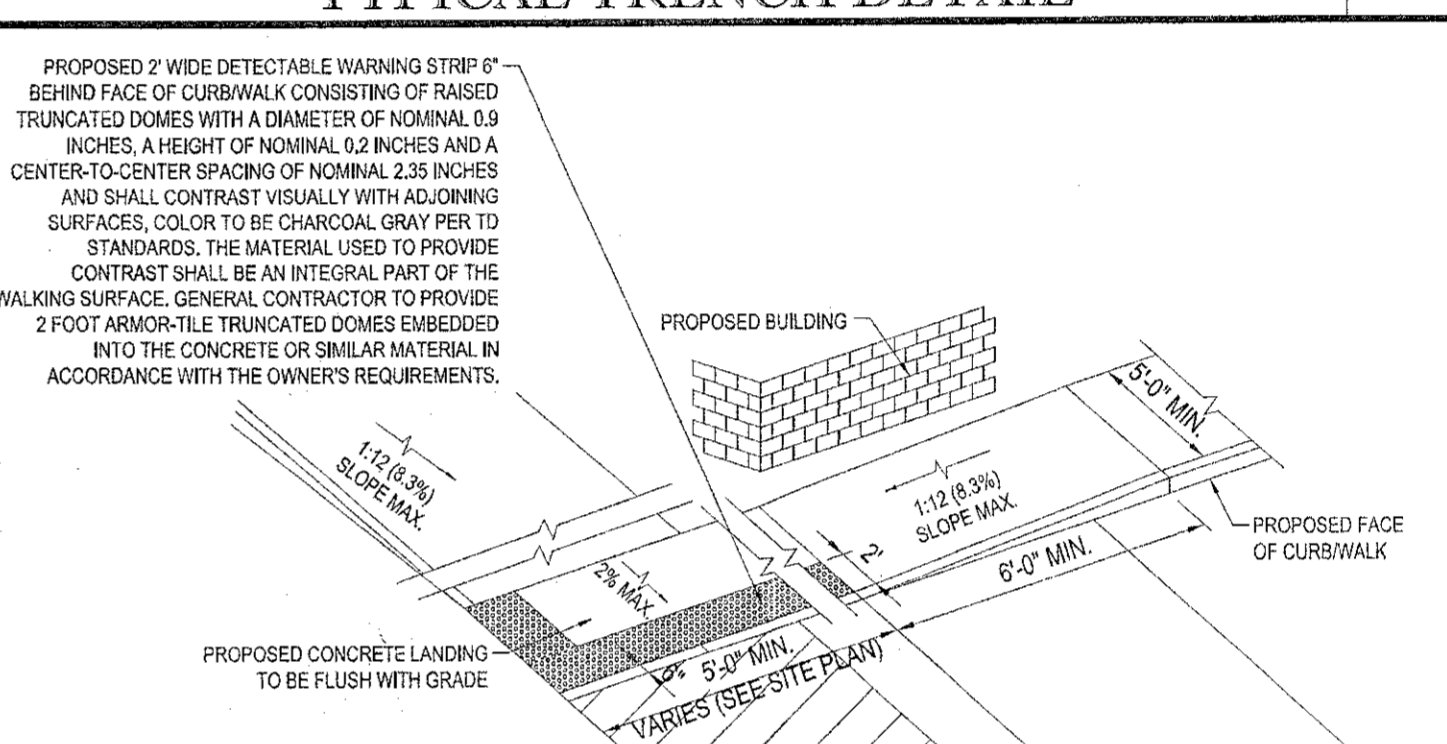 TYPICAL TRENCH DETAIL
PROPOSED 2' WIDE DETECTABLE WARNING STRIP 6"
BEHIND FACE OF CURB/WALK CONSISTING OF RAISED
TRUNCATED DOMES WITH A DIAMETER OF NOMINAL 0.9
INCHES, A HEIGHT OF NOMINAL 0.2 INCHES AND A
CENTER-TO-CENTER SPACING OF NOMINAL 2.35 INCHES
AND SHALL CONTRAST VISUALLY WITH ADJOINING
SURFACES, COLOR TO BE CHARCOAL GRAY PER TD
STANDARDS. THE MATERIAL USED TO PROVIDE
CONTRAST SHALL BE AN INTEGRAL PART OF THE
WALKING SURFACE. GENERAL CONTRACTOR TO PROVIDE
2 FOOT ARMOR-TILE TRUNCATED DOMES EMBEDDED
INTO THE CONCRETE OR SIMILAR MATERIAL IN
ACCORDANCE WITH THE OWNER'S REQUIREMENTS.
PROPOSED BUILDING
5'-0" MIN.
1:12 (8.3%)
SLOPE MAX.
1:12 (8.3%)
SLOPE MAX.
PROPOSED FACE
OF CURB/WALK
2'
6'-0" MIN.
2% MAX.
PROPOSED CONCRETE LANDING
TO BE FLUSH WITH GRADE
6"
5'-0" MIN.
VARIES (SEE SITE PLAN)